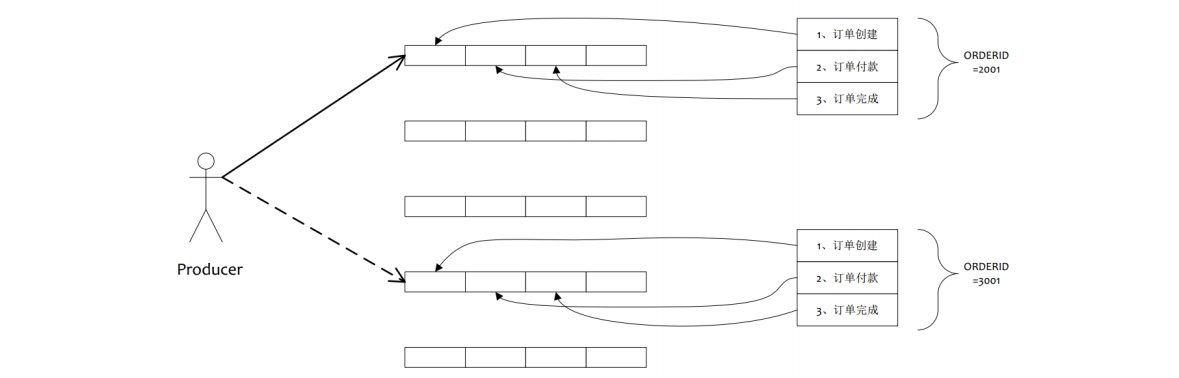 1、订单创建
2、订单付款
3、订单完成
ORDERID
=2001
Producer
1、订单创建
2、订单付款
3、订单完成
ORDERID
=3001